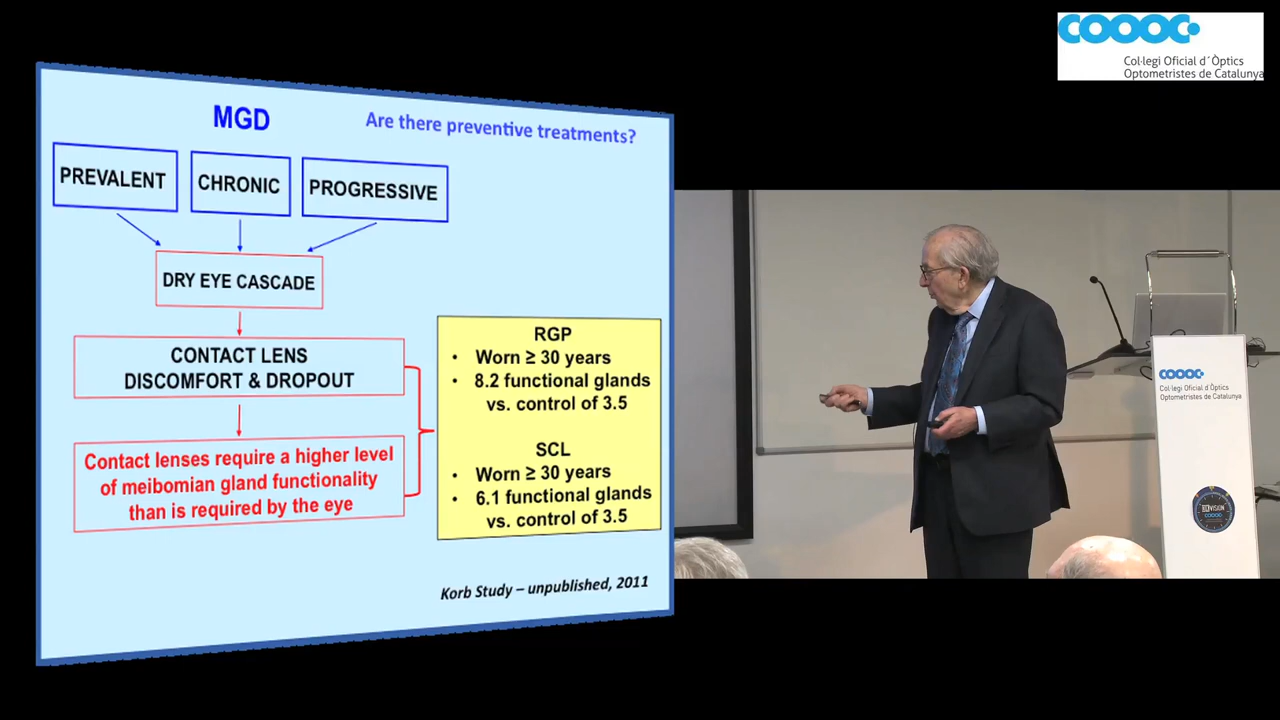 COOOC
Col·legi Oficial d´Òptics
Optometristes de Catalunya
MGD
Are there preventive treatments?
PREVALENT
CHRONIC
PROGRESSIVE
DRY EYE CASCADE
CONTACT LENS
DISCOMFORT & DROPOUT
Contact lenses require a higher level
of meibomian gland functionality
than is required by the eye
RGP
• Worn ≥ 30 years
• 8.2 functional glands
vs. control of 3.5
SCL
• Worn ≥ 30 years
• 6.1 functional glands
vs. control of 3.5
Korb Study – unpublished, 2011
COOOC
Col·legi Oficial d´Òptics
Optometristes de Catalunya
VISION